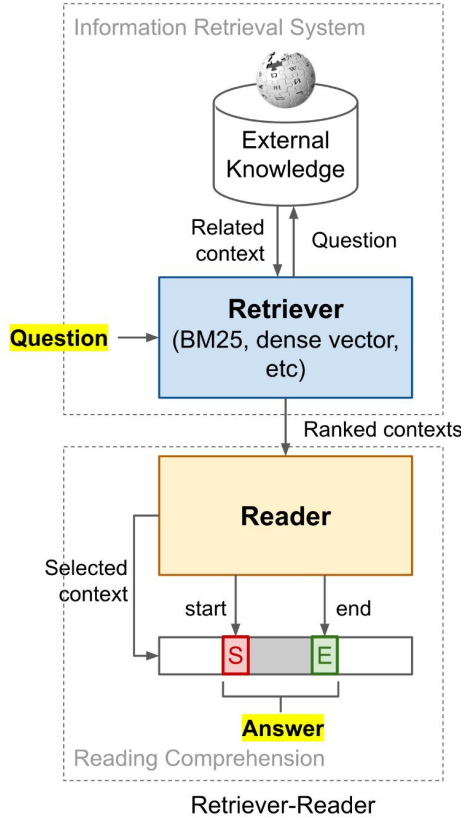 Information Retrieval System
External
Knowledge
Related
context
Question
Question
Retriever
(BM25, dense vector,
etc)
Ranked contexts
Reader
Selected
context
start
end
S
E
Answer
Reading Comprehension
Retriever-Reader